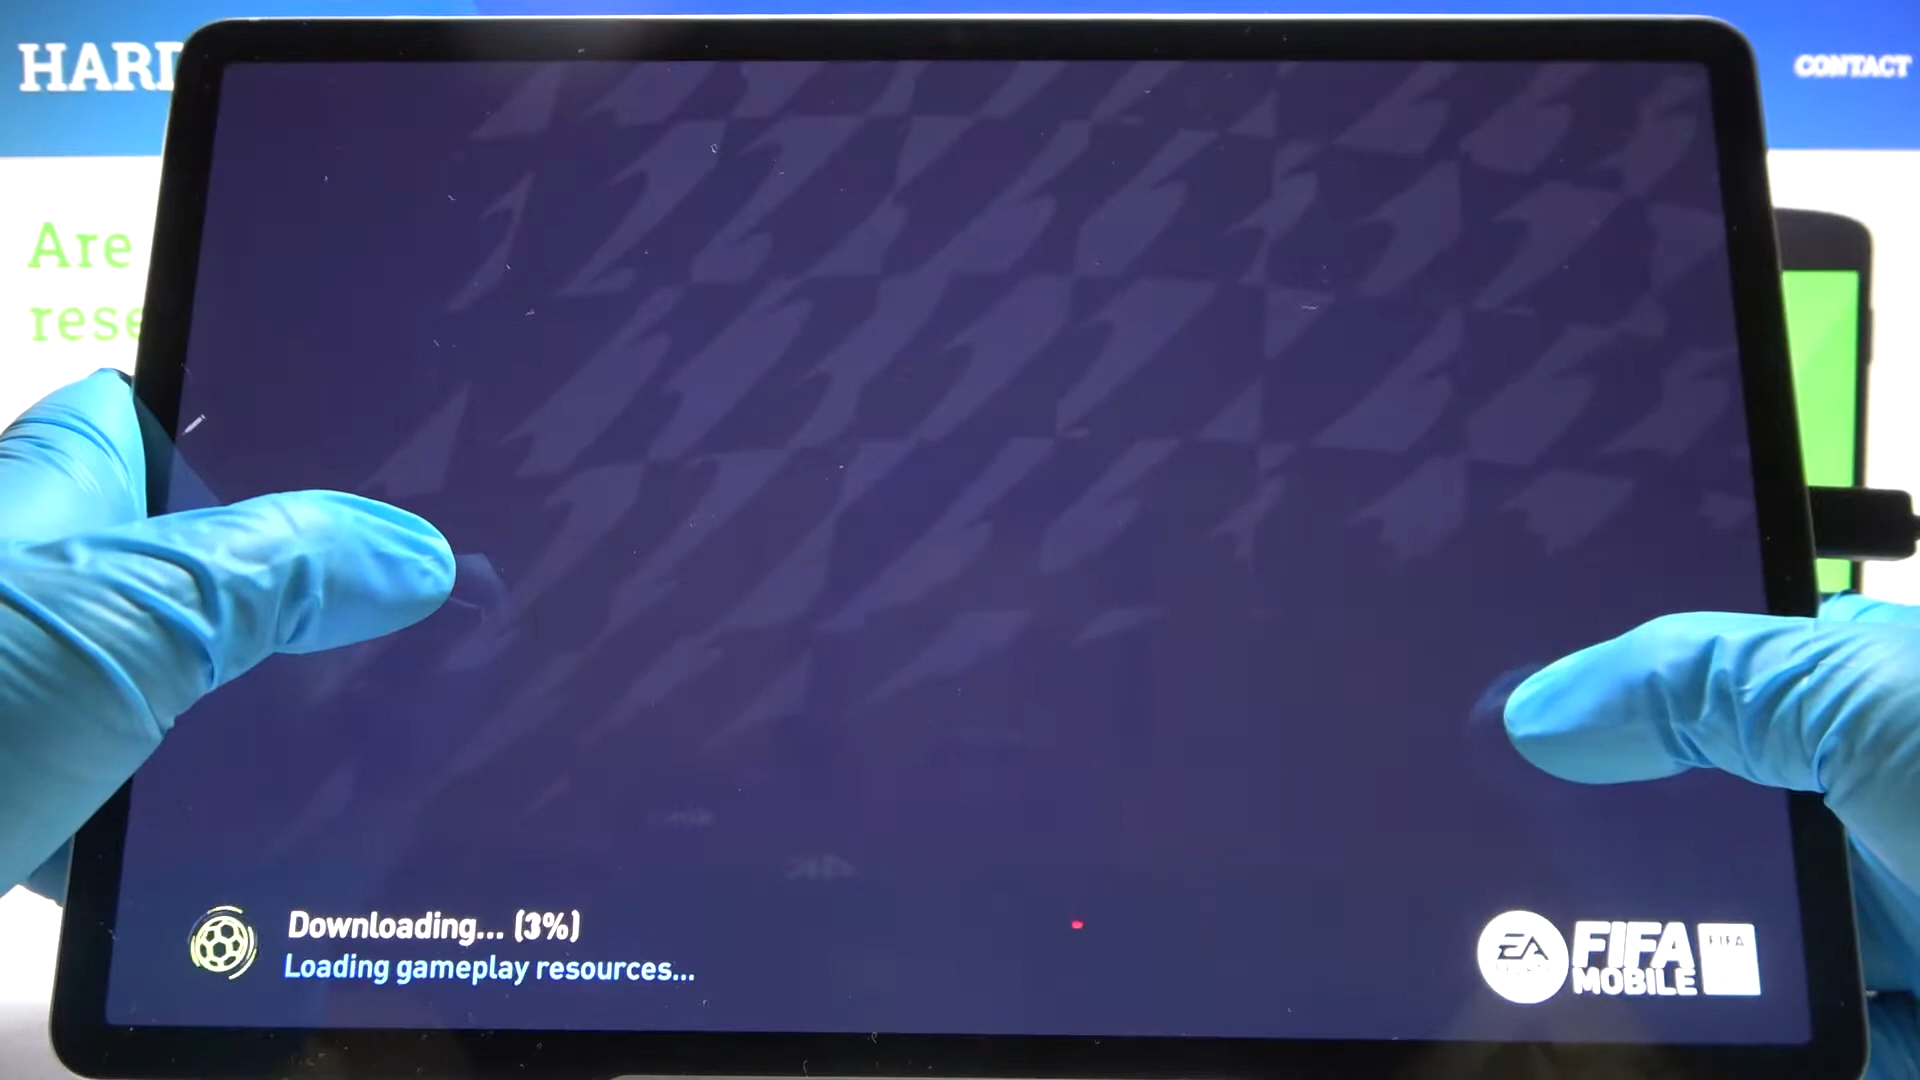 HARD
CONTACT
Are
rese
Downloading... (3%)
Loading gameplay resources...
EA
FIFA
MOBILE
FIFA